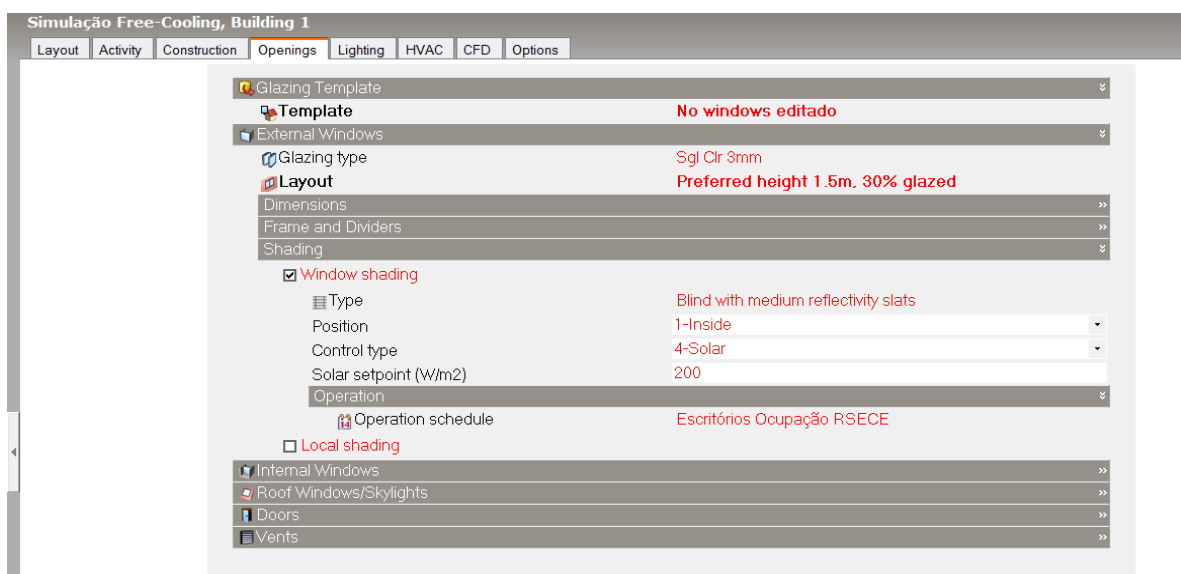 Simulação Free-Cooling, Building 1
Layout Activity Construction Openings Lighting HVAC CFD Options
Glazing Template
Template No windows editado
External Windows
Glazing type Sgl Clr 3mm
Layout Preferred height 1.5m, 30% glazed
Dimensions
Frame and Dividers
Shading
Window shading
Type Blind with medium reflectivity slats
Position 1-Inside
Control type 4-Solar
Solar setpoint (W/m2) 200
Operation
Operation schedule Escritórios Ocupação RSECE
Local shading
Internal Windows
Roof Windows/Skylights
Doors
Vents